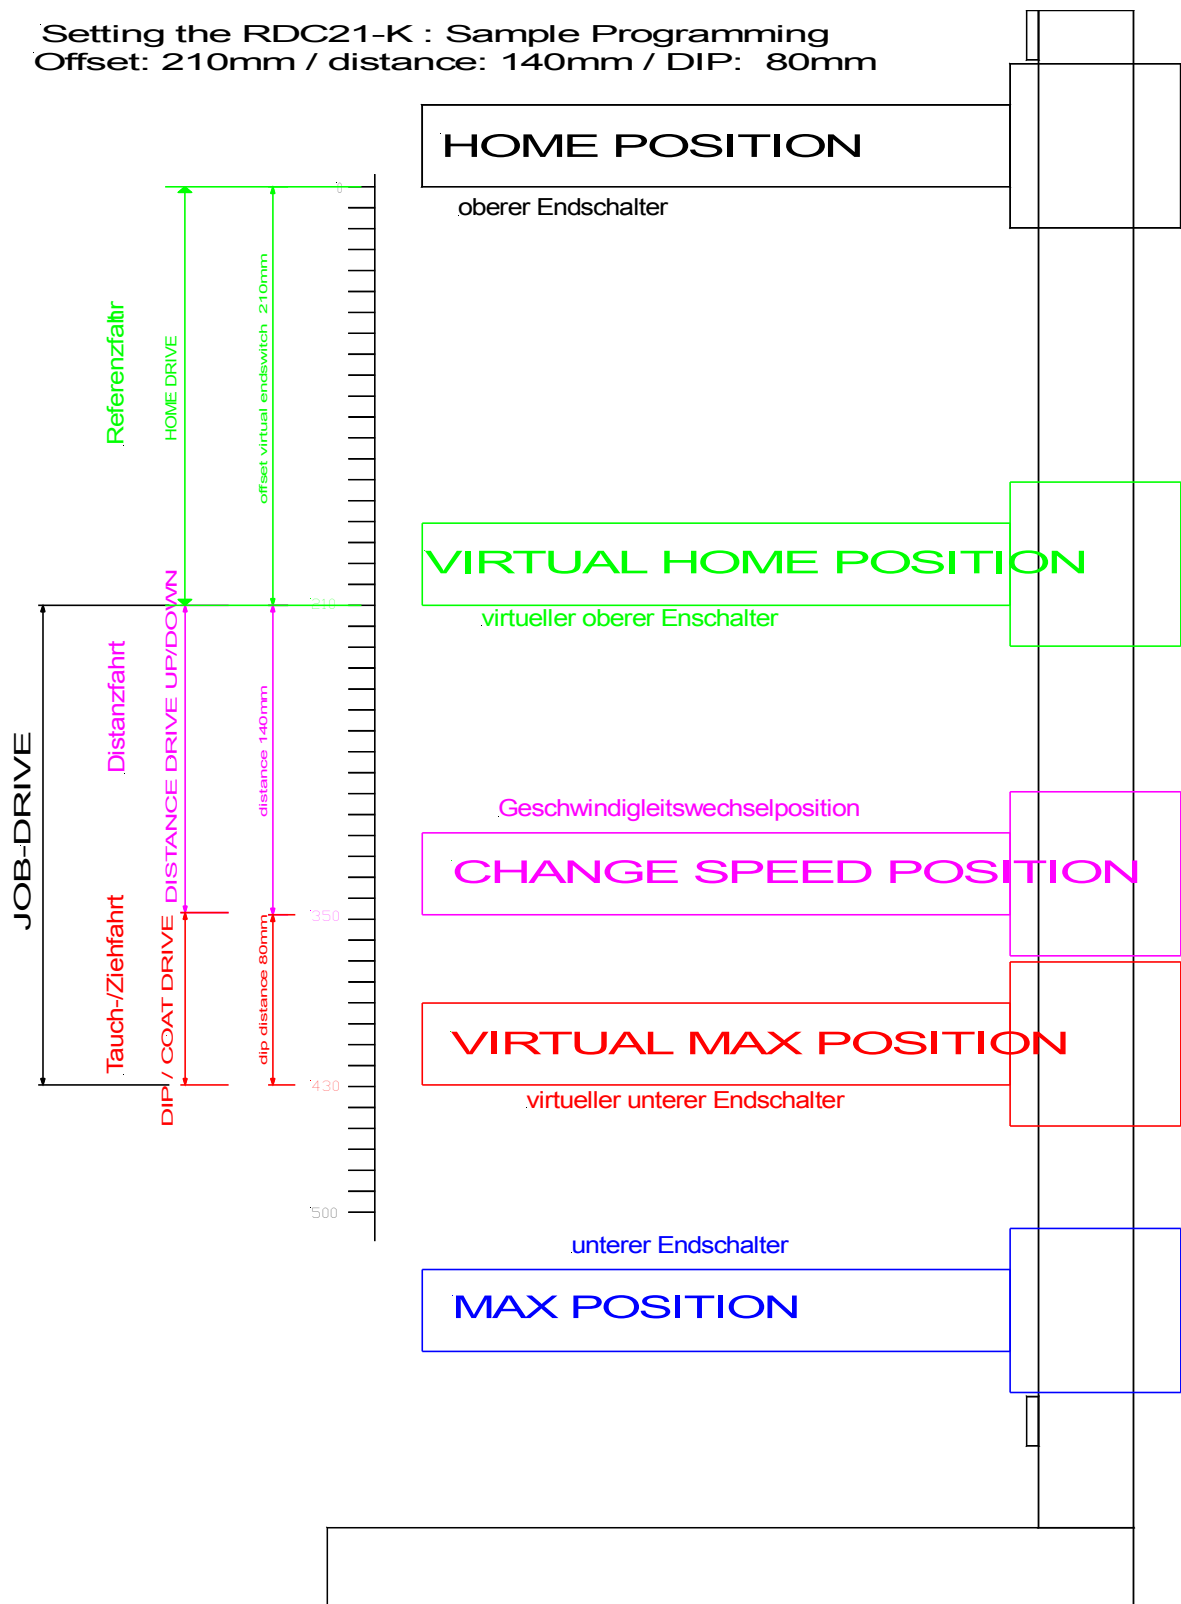 Setting the RDC21-K : Sample Programming
Offset: 210mm / distance: 140mm / DIP: 80mm
HOME POSITION
oberer Endschalter
0
Referenzfahr
HOME DRIVE
offset virtual endswitch 210mm
VIRTUAL HOME POSITION
virtueller oberer Enschalter
210
JOB-DRIVE
Distanzfahrt
DISTANCE DRIVE UP/DOWN
distance 140mm
Geschwindigleitswechselposition
CHANGE SPEED POSITION
350
Tauch-/Ziehfahrt
DIP / COAT DRIVE
dip distance 80mm
VIRTUAL MAX POSITION
430
virtueller unterer Endschalter
500
unterer Endschalter
MAX POSITION